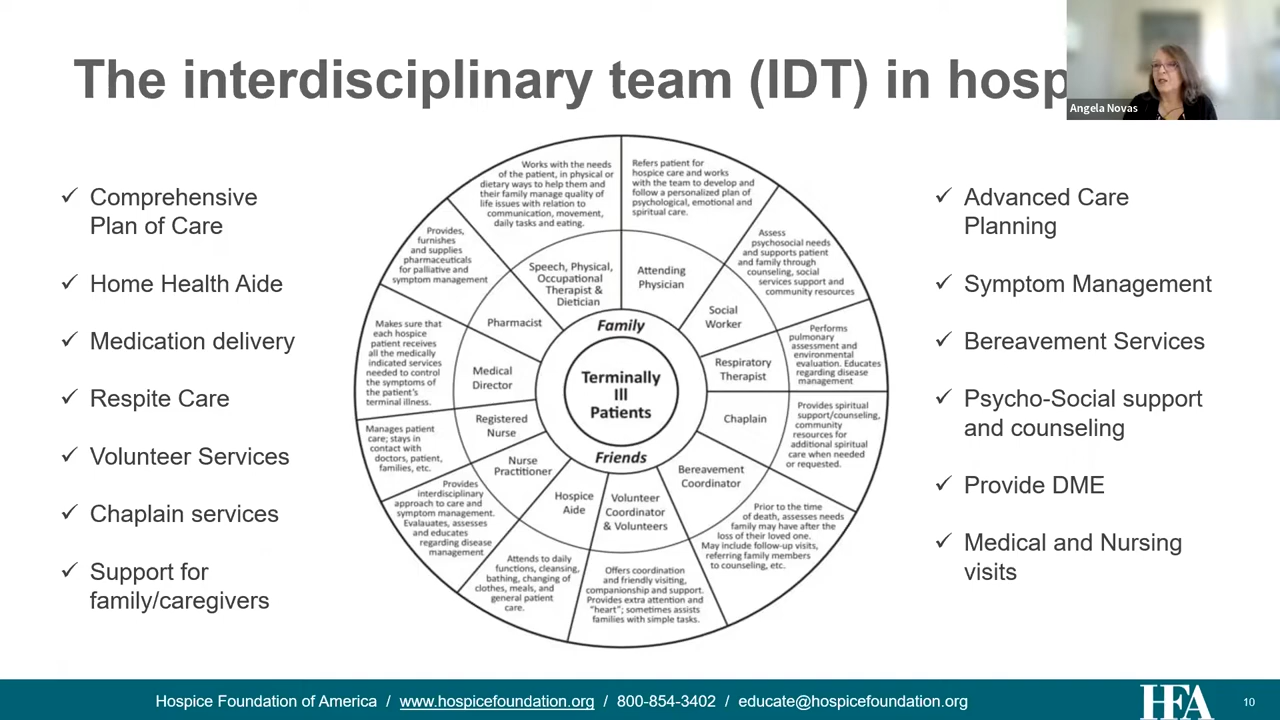 The interdisciplinary team (IDT) in hosp
Angela Novas
✓ Comprehensive
Plan of Care
✓ Home Health Aide
✓ Medication delivery
✓ Respite Care
✓ Volunteer Services
✓ Chaplain services
✓ Support for
family/caregivers
Works with the needs
of the patient, in physical or
dietary ways to help them and
their family manage quality of
life issues with relation to
communication, movement,
daily tasks and eating.
Refers patient for
hospice care and works
with the team to develop and
follow a personalized plan of
psychological, emotional and
spiritual care.
Assess
psychosocial needs
and supports patient
and family through
counseling, social
services support and
community resources
Performs
pulmonary
assessment and
environmental
evaluation. Educates
regarding disease
management
Provides spiritual
support/counseling,
community
resources for
additional spiritual
care when needed
or requested.
Prior to the time
of death, assesses needs
family may have after the
loss of their loved one.
May include follow-up visits,
referring family members
to counseling, etc.
Offers coordination
and friendly visiting,
companionship and support.
Provides extra attention and
"heart"; sometimes assists
families with simple tasks.
Attends to daily
functions, cleansing,
bathing, changing of
clothes, meals, and
general patient
care.
Provides
interdisciplinary
approach to care and
symptom management.
Evalauates, assesses
and educates
regarding disease
management
Manages patient
care; stays in
contact with
doctors, patient,
families, etc.
Makes sure that
each hospice
patient receives
all the medically
indicated services
needed to control
the symptoms of
the patient's
terminal illness.
Provides,
furnishes
and supplies
pharmaceuticals
for palliative and
symptom management
Speech, Physical,
Occupational
Therapist &
Dietician
Attending
Physician
Social
Worker
Respiratory
Therapist
Chaplain
Bereavement
Coordinator
Volunteer
Coordinator
& Volunteers
Hospice
Aide
Nurse
Practitioner
Registered
Nurse
Medical
Director
Pharmacist
Family
Terminally
Ill
Patients
Friends
✓ Advanced Care
Planning
✓ Symptom Management
✓ Bereavement Services
✓ Psycho-Social support
and counseling
✓ Provide DME
✓ Medical and Nursing
visits
Hospice Foundation of America / www.hospicefoundation.org / 800-854-3402 / educate@hospicefoundation.org
HFA
10